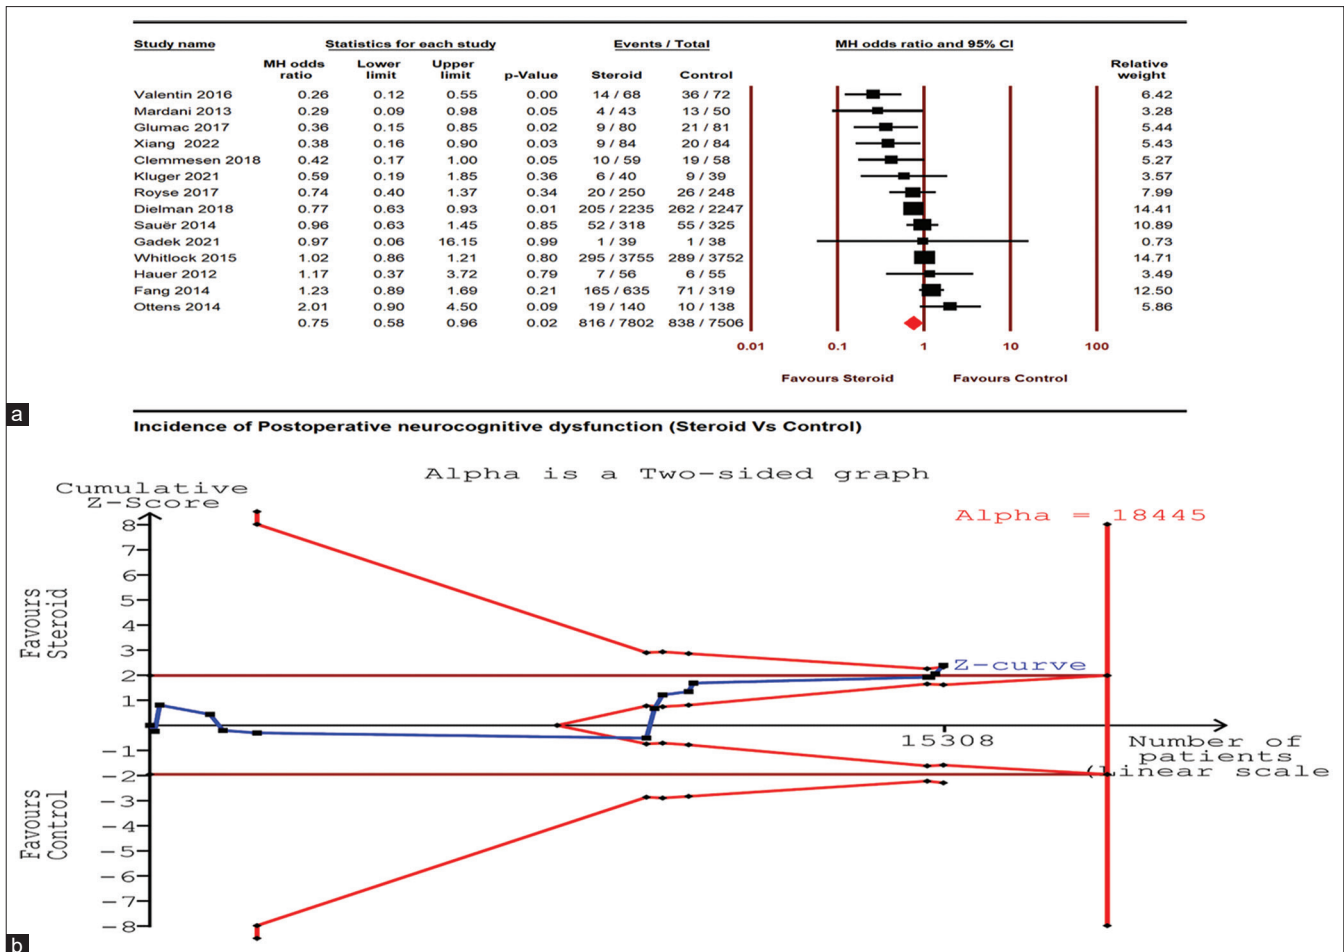 Study name Statistics for each study Events / Total MH odds ratio and 95% CI
MH odds ratio Lower limit Upper limit p-Value Steroid Control Relative weight
Valentin 2016 0.26 0.12 0.55 0.00 14 / 68 36 / 72 6.42
Mardani 2013 0.29 0.09 0.98 0.05 4 / 43 13 / 50 3.28
Glumac 2017 0.36 0.15 0.85 0.02 9 / 80 21 / 81 5.44
Xiang 2022 0.38 0.16 0.90 0.03 9 / 84 20 / 84 5.43
Clemmesen 2018 0.42 0.17 1.00 0.05 10 / 59 19 / 58 5.27
Kluger 2021 0.59 0.19 1.85 0.36 6 / 40 9 / 39 3.57
Royse 2017 0.74 0.40 1.37 0.34 20 / 250 26 / 248 7.99
Dielman 2018 0.77 0.63 0.93 0.01 205 / 2235 262 / 2247 14.41
Sauër 2014 0.96 0.63 1.45 0.85 52 / 318 55 / 325 10.89
Gadek 2021 0.97 0.06 16.15 0.99 1 / 39 1 / 38 0.73
Whitlock 2015 1.02 0.86 1.21 0.80 295 / 3755 289 / 3752 14.71
Hauer 2012 1.17 0.37 3.72 0.79 7 / 56 6 / 55 3.49
Fang 2014 1.23 0.89 1.69 0.21 165 / 635 71 / 319 12.50
Ottens 2014 2.01 0.90 4.50 0.09 19 / 140 10 / 138 5.86
0.75 0.58 0.96 0.02 816 / 7802 838 / 7506
0.01 0.1 1 10 100
Favours Steroid Favours Control
a
Incidence of Postoperative neurocognitive dysfunction (Steroid Vs Control)
Alpha is a Two-sided graph
Cumulative
Z-Score
Alpha = 18445
8
7
6
5
4
3
2
1
-1
-2
-3
-4
-5
-6
-7
-8
Favours
Steroid
Favours
Control
Z-curve
15308
Number of
patients
(Linear scale
b